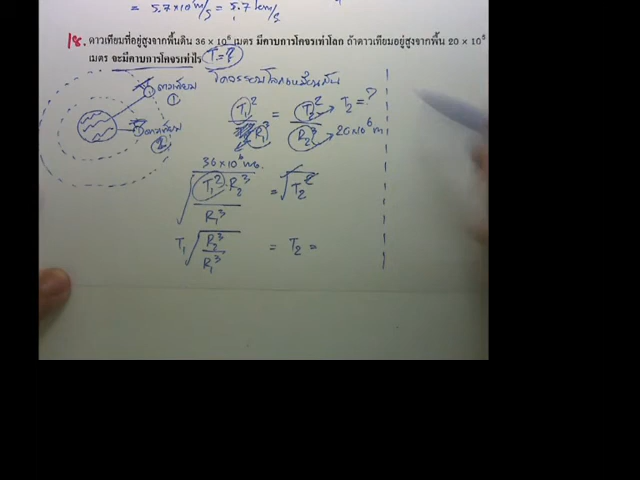 = 5.7×10³ m/s = 5.7 km/s
18. ดาวเทียมที่อยู่สูงจากพื้นดิน 36 × 10⁶ เมตร มีคาบการโคจรเท่าโลก ถ้าดาวเทียมอยู่สูงจากพื้น 20 × 10⁶
เมตร จะมีคาบการโคจรเท่าไร T = ?
โคจรรอบโลกเหมือนกัน
ดาวเทียม ①
ดาวเทียม ②
T₁²/R₁³ = T₂²/R₂³ → T₂ = ?
→ 20×10⁶ m
36×10⁶ m
√(T₁² · R₂³ / R₁³) = √T₂²
T₁ √(R₂³ / R₁³) = T₂ =